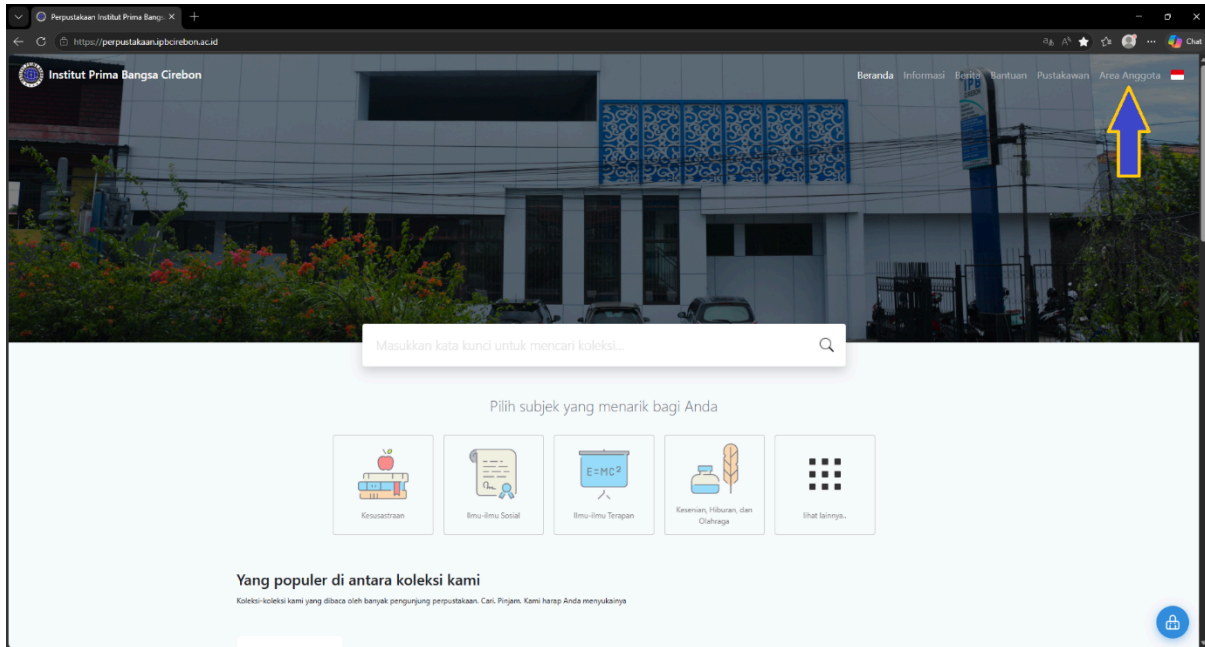 Perpustakaan Institut Prima Bangs
https://perpustakaan.ipbcirebon.ac.id
Chat
Institut Prima Bangsa Cirebon
Beranda Informasi Berita Bantuan Pustakawan Area Anggota
IPB
CIREBON
Masukkan kata kunci untuk mencari koleksi...
Pilih subjek yang menarik bagi Anda
E=MC²
Kesusastraan
Ilmu-ilmu Sosial
Ilmu-ilmu Terapan
Kesenian, Hiburan, dan
Olahraga
lihat lainnya..
Yang populer di antara koleksi kami
Koleksi-koleksi kami yang dibaca oleh banyak pengunjung perpustakaan. Cari. Pinjam. Kami harap Anda menyukainya